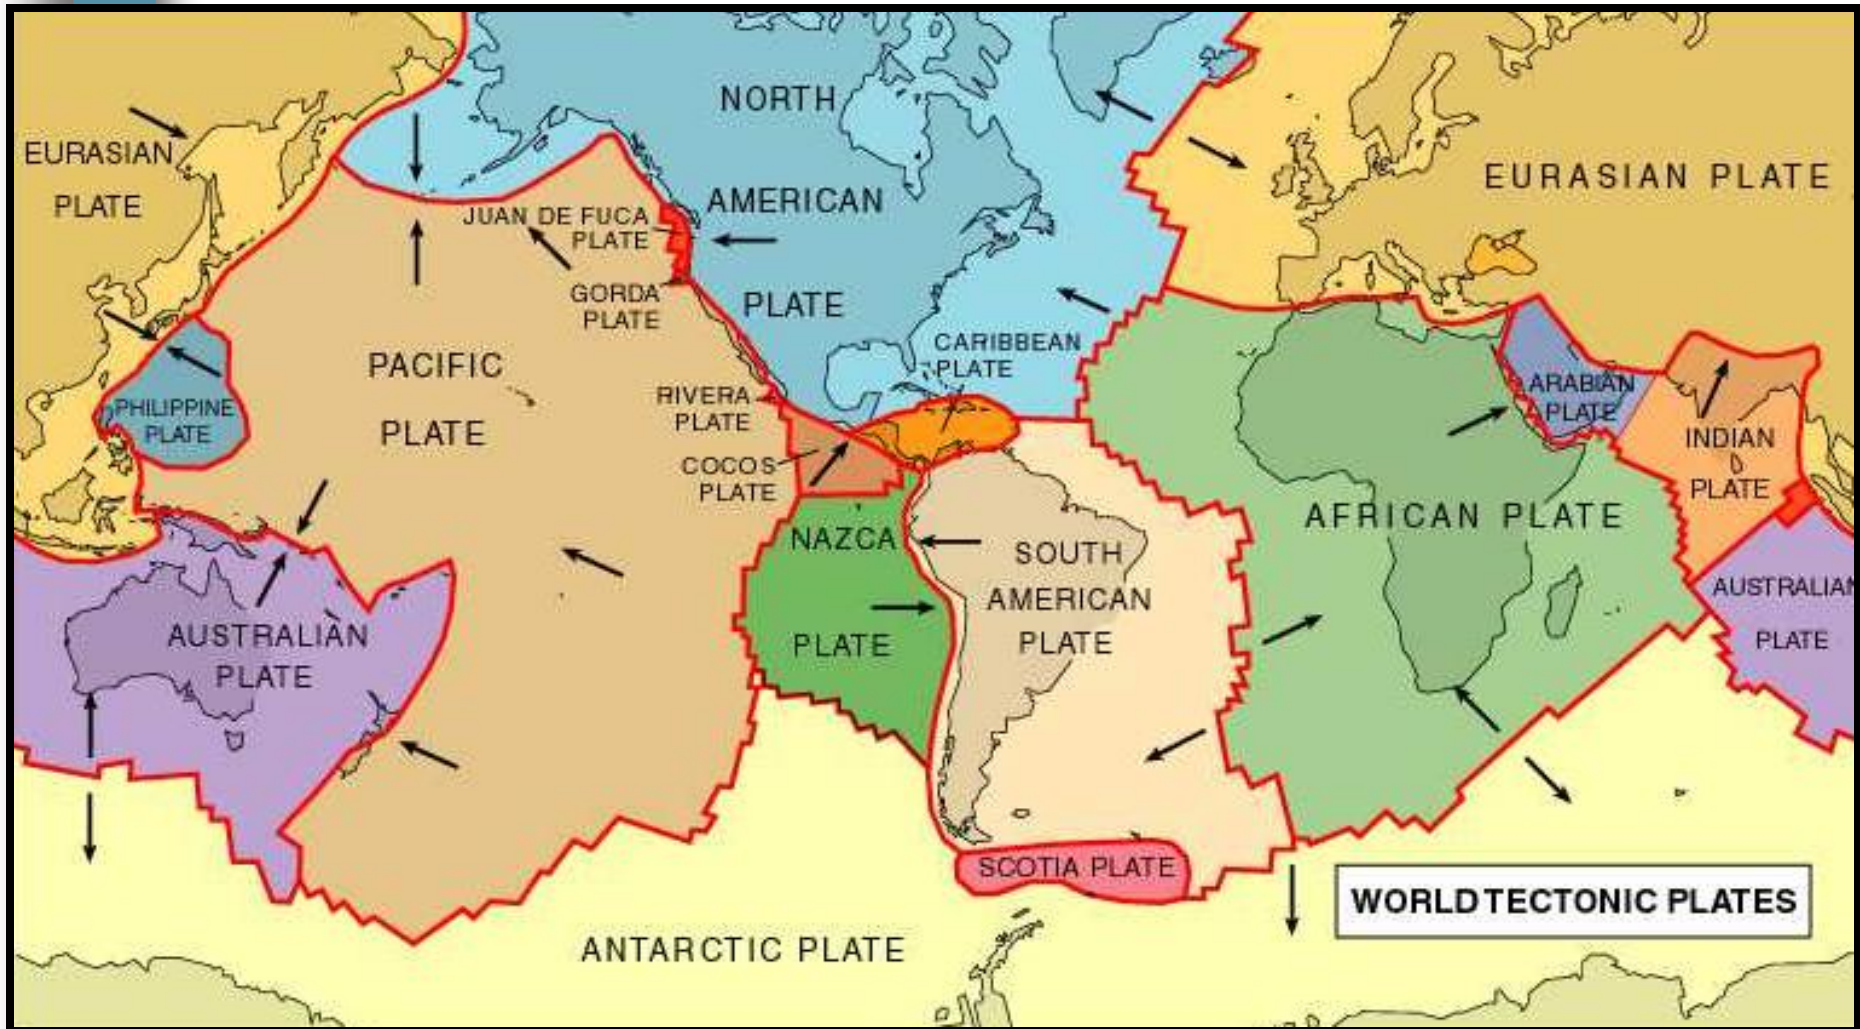 NORTH
AMERICAN
PLATE
EURASIAN
PLATE
EURASIAN PLATE
JUAN DE FUCA
PLATE
GORDA
PLATE
PACIFIC
PLATE
PHILIPPINE
PLATE
CARIBBEAN
PLATE
RIVERA
PLATE
COCOS
PLATE
ARABIAN
PLATE
INDIAN
PLATE
AFRICAN PLATE
NAZCA
PLATE
SOUTH
AMERICAN
PLATE
AUSTRALIAN
PLATE
AUSTRALIAN
PLATE
SCOTIA PLATE
ANTARCTIC PLATE
WORLD TECTONIC PLATES